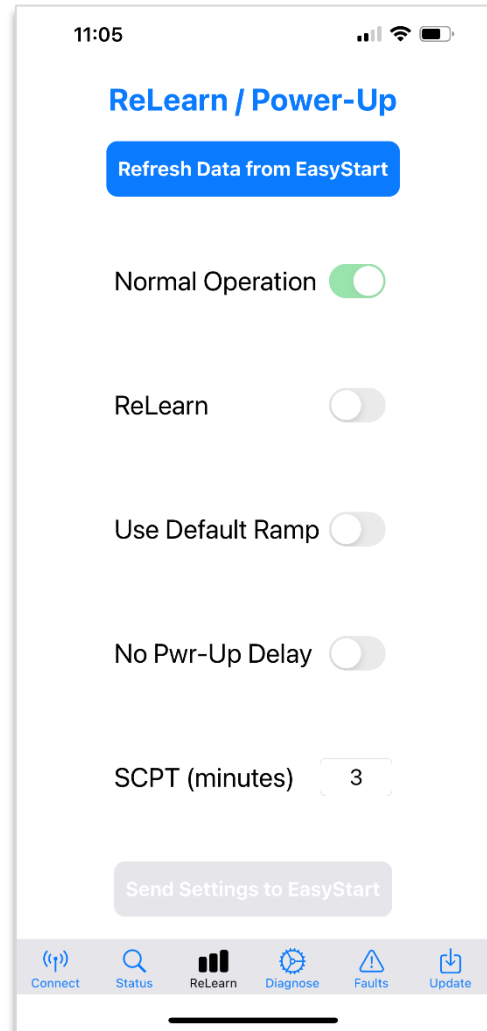 11:05
ReLearn / Power-Up
Refresh Data from EasyStart
Normal Operation
ReLearn
Use Default Ramp
No Pwr-Up Delay
SCPT (minutes) 3
Send Settings to EasyStart
Connect Status ReLearn Diagnose Faults Update